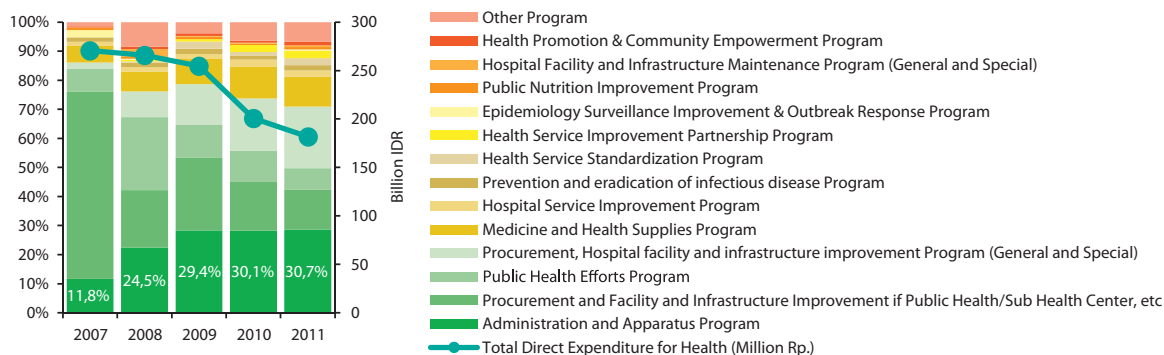 100%
90%
80%
70%
60%
50%
40%
30%
20%
10%
0%
11,8%
24,5%
29,4%
30,1%
30,7%
2007
2008
2009
2010
2011
300
250
200
150
100
50
0
Billion IDR
Other Program
Health Promotion & Community Empowerment Program
Hospital Facility and Infrastructure Maintenance Program (General and Special)
Public Nutrition Improvement Program
Epidemiology Surveillance Improvement & Outbreak Response Program
Health Service Improvement Partnership Program
Health Service Standardization Program
Prevention and eradication of infectious disease Program
Hospital Service Improvement Program
Medicine and Health Supplies Program
Procurement, Hospital facility and infrastructure improvement Program (General and Special)
Public Health Efforts Program
Procurement and Facility and Infrastructure Improvement if Public Health/Sub Health Center, etc
Administration and Apparatus Program
Total Direct Expenditure for Health (Million Rp.)